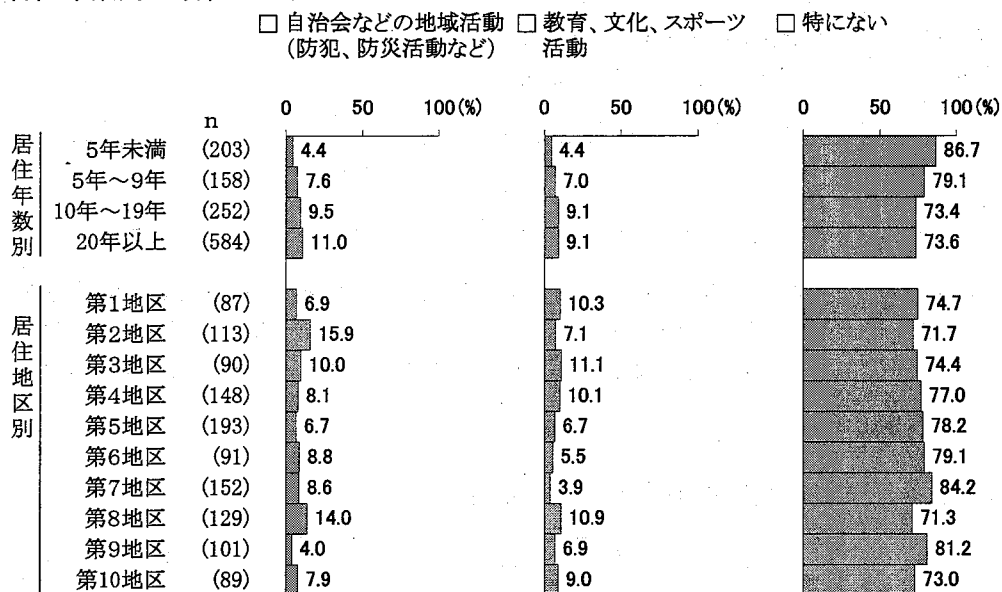 □ 自治会などの地域活動 □ 教育、文化、スポーツ □ 特にない
(防犯、防災活動など) 活動
0 50 100(%) 0 50 100(%) 0 50 100(%)
n
居住年数別
5年未満 (203) 4.4 4.4 86.7
5年~9年 (158) 7.6 7.0 79.1
10年~19年 (252) 9.5 9.1 73.4
20年以上 (584) 11.0 9.1 73.6
居住地区別
第1地区 (87) 6.9 10.3 74.7
第2地区 (113) 15.9 7.1 71.7
第3地区 (90) 10.0 11.1 74.4
第4地区 (148) 8.1 10.1 77.0
第5地区 (193) 6.7 6.7 78.2
第6地区 (91) 8.8 5.5 79.1
第7地区 (152) 8.6 3.9 84.2
第8地区 (129) 14.0 10.9 71.3
第9地区 (101) 4.0 6.9 81.2
第10地区 (89) 7.9 9.0 73.0